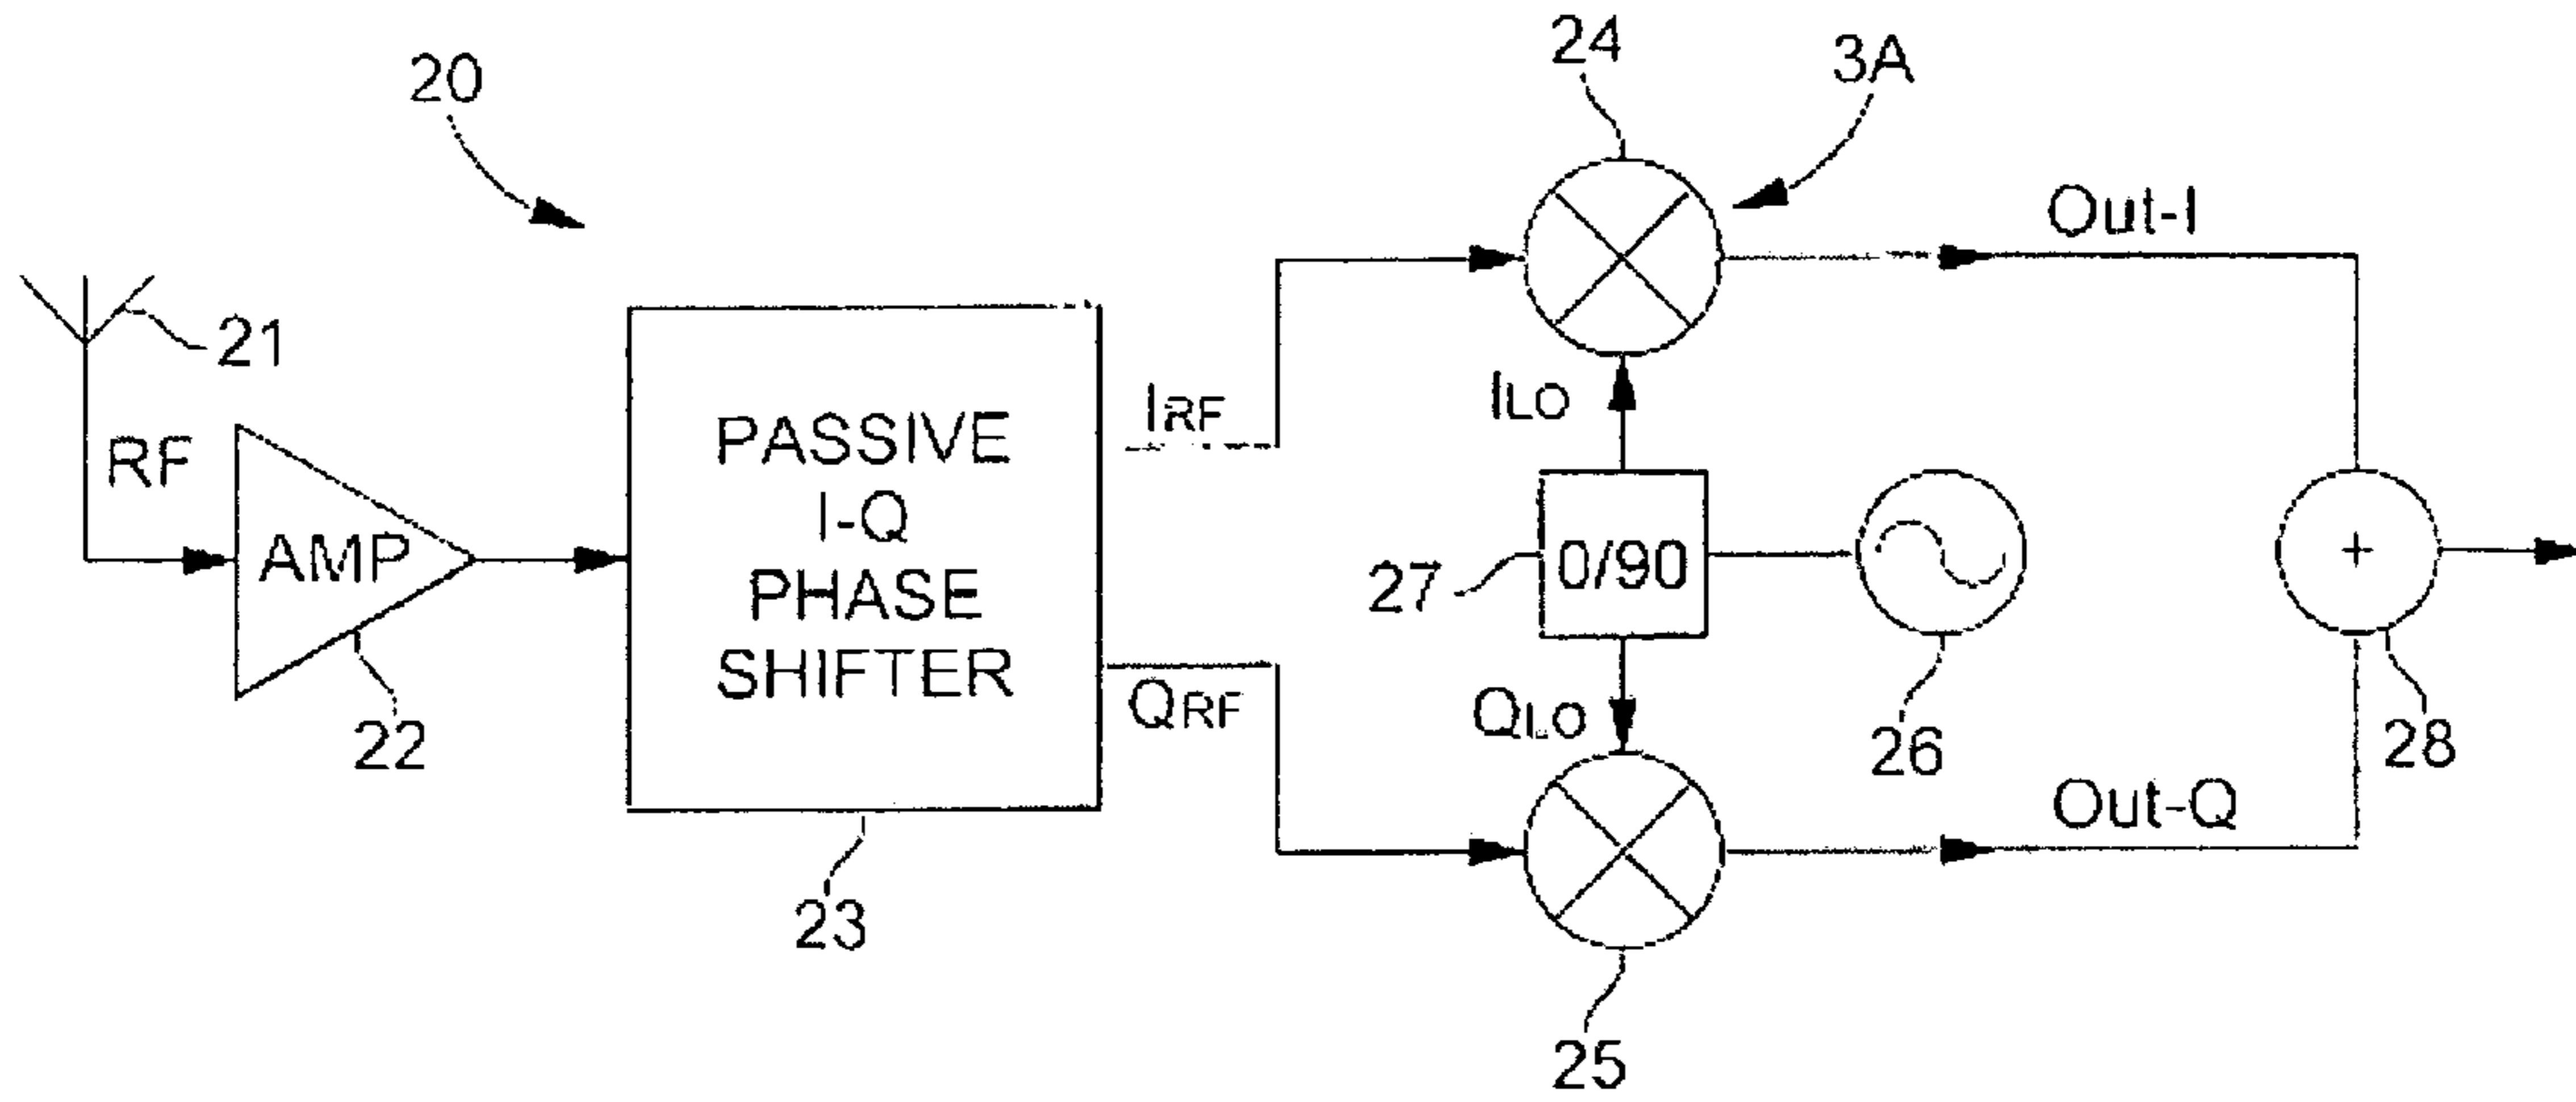 20
24
3A
Out-I
21
RF
AMP
22
PASSIVE
I-Q
PHASE
SHIFTER
23
IRF
QRF
ILO
27
0/90
QLO
26
+
28
Out-Q
25